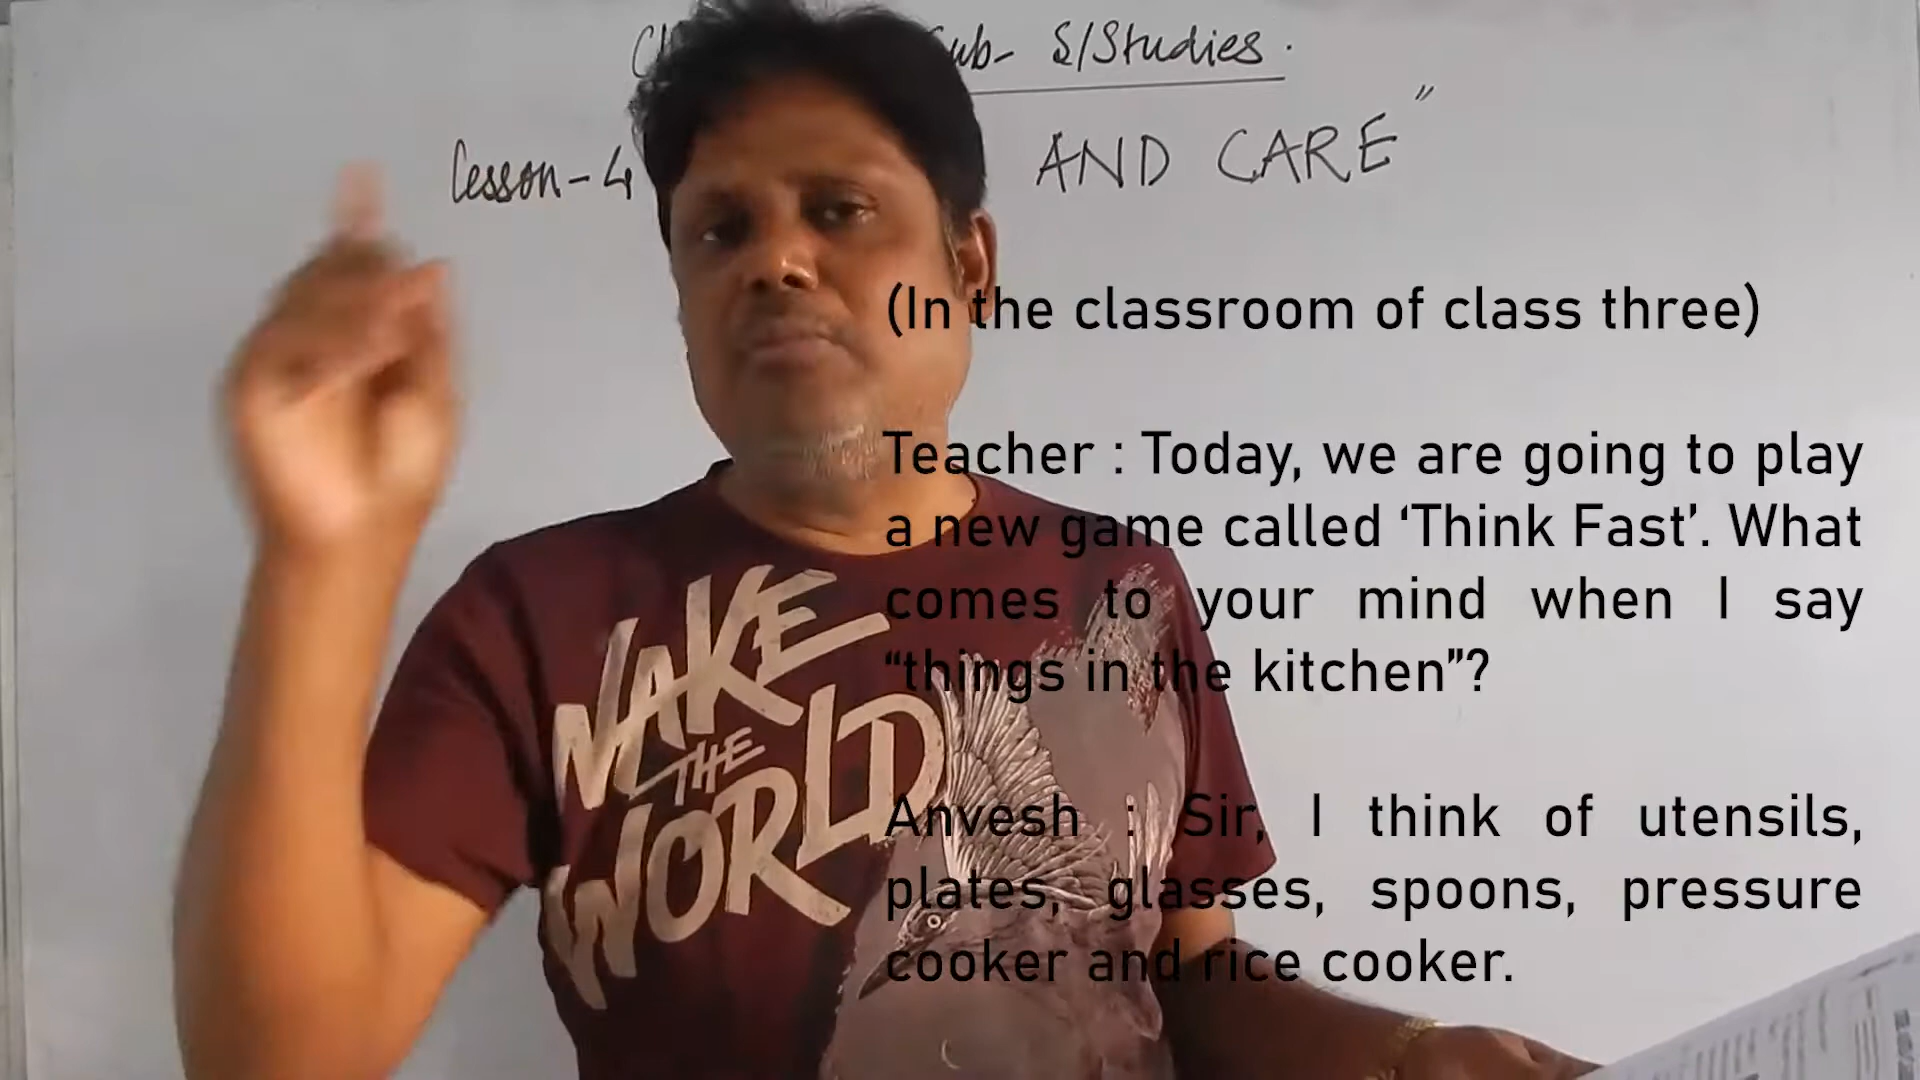 Sub- S/Studies.
Lesson-4 AND CARE"
(In the classroom of class three)
Teacher : Today, we are going to play
a new game called ‘Think Fast’. What
comes to your mind when I say
“things in the kitchen”?
Anvesh : Sir, I think of utensils,
plates, glasses, spoons, pressure
cooker and rice cooker.
WAKE
THE
WORLD
WORLD